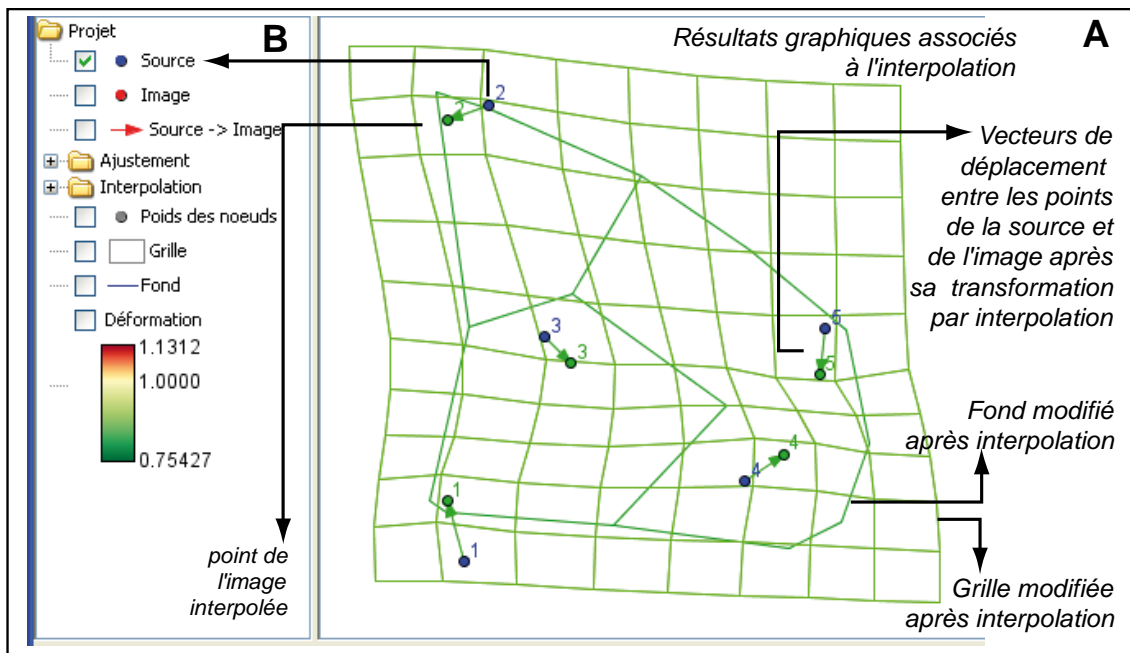 Projet
B
Source
Image
Source -> Image
Ajustement
Interpolation
Poids des noeuds
Grille
Fond
Déformation
1.1312
1.0000
0.75427
point de
l'image
interpolée
A
Résultats graphiques associés
à l'interpolation
2
2
Vecteurs de
déplacement
entre les points
de la source et
de l'image après
sa transformation
par interpolation
3
3
5
5
4
4
1
1
Fond modifié
après interpolation
Grille modifiée
après interpolation